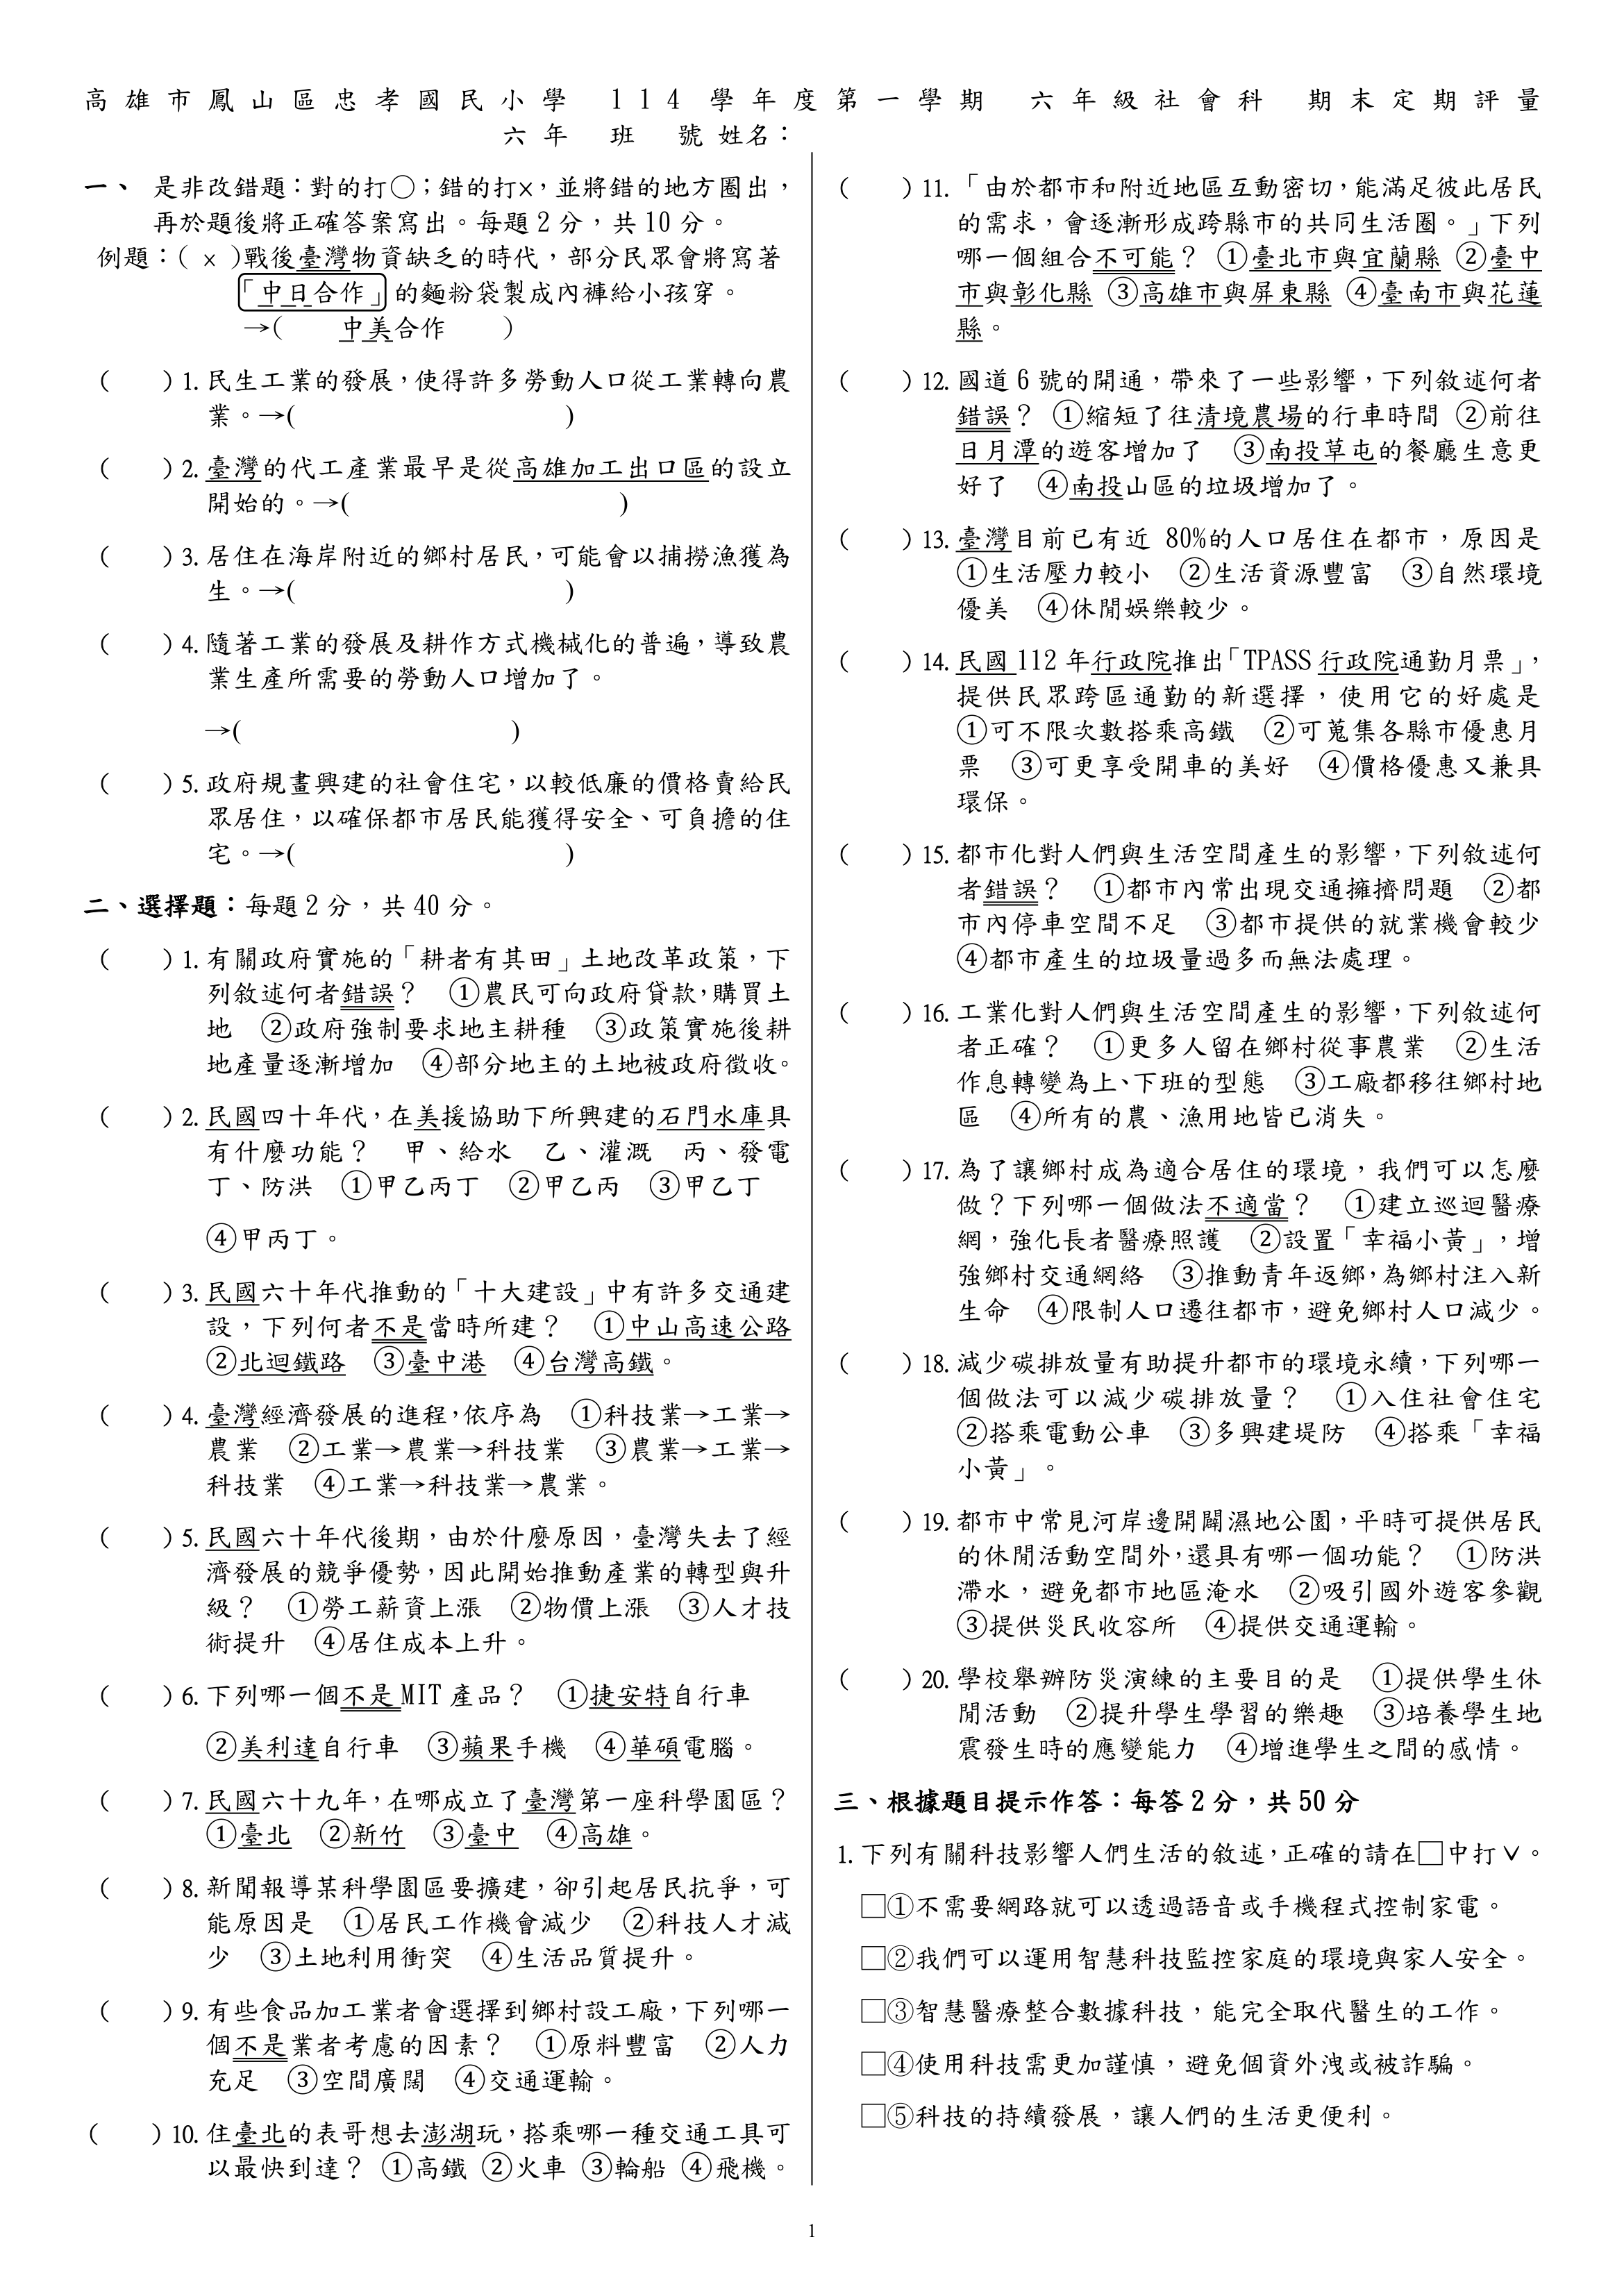 高雄市鳳山區忠孝國民小學 114 學年度第一學期 六年級社會科 期末定期評量
六年 班 號 姓名：
一、 是非改錯題：對的打○；錯的打×，並將錯的地方圈出，
再於題後將正確答案寫出。每題 2 分，共 10 分。
例題：( × )戰後臺灣物資缺乏的時代，部分民眾會將寫著
「中日合作」的麵粉袋製成內褲給小孩穿。
→( 中美合作 )
( )1. 民生工業的發展，使得許多勞動人口從工業轉向農
業。→( )
( )2. 臺灣的代工產業最早是從高雄加工出口區的設立
開始的。→( )
( )3. 居住在海岸附近的鄉村居民，可能會以捕撈漁獲為
生。→( )
( )4. 隨著工業的發展及耕作方式機械化的普遍，導致農
業生產所需要的勞動人口增加了。
→( )
( )5. 政府規畫興建的社會住宅，以較低廉的價格賣給民
眾居住，以確保都市居民能獲得安全、可負擔的住
宅。→( )
二、選擇題：每題 2 分，共 40 分。
( )1. 有關政府實施的「耕者有其田」土地改革政策，下
列敘述何者錯誤？ ①農民可向政府貸款，購買土
地 ②政府強制要求地主耕種 ③政策實施後耕
地產量逐漸增加 ④部分地主的土地被政府徵收。
( )2. 民國四十年代，在美援協助下所興建的石門水庫具
有什麼功能？ 甲、給水 乙、灌溉 丙、發電
丁、防洪 ①甲乙丙丁 ②甲乙丙 ③甲乙丁
④甲丙丁。
( )3. 民國六十年代推動的「十大建設」中有許多交通建
設，下列何者不是當時所建？ ①中山高速公路
②北迴鐵路 ③臺中港 ④台灣高鐵。
( )4. 臺灣經濟發展的進程，依序為 ①科技業→工業→
農業 ②工業→農業→科技業 ③農業→工業→
科技業 ④工業→科技業→農業。
( )5. 民國六十年代後期，由於什麼原因，臺灣失去了經
濟發展的競爭優勢，因此開始推動產業的轉型與升
級？ ①勞工薪資上漲 ②物價上漲 ③人才技
術提升 ④居住成本上升。
( )6. 下列哪一個不是 MIT 產品？ ①捷安特自行車
②美利達自行車 ③蘋果手機 ④華碩電腦。
( )7. 民國六十九年，在哪成立了臺灣第一座科學園區？
①臺北 ②新竹 ③臺中 ④高雄。
( )8. 新聞報導某科學園區要擴建，卻引起居民抗爭，可
能原因是 ①居民工作機會減少 ②科技人才減
少 ③土地利用衝突 ④生活品質提升。
( )9. 有些食品加工業者會選擇到鄉村設工廠，下列哪一
個不是業者考慮的因素？ ①原料豐富 ②人力
充足 ③空間廣闊 ④交通運輸。
( )10. 住臺北的表哥想去澎湖玩，搭乘哪一種交通工具可
以最快到達？ ①高鐵 ②火車 ③輪船 ④飛機。
( )11. 「由於都市和附近地區互動密切，能滿足彼此居民
的需求，會逐漸形成跨縣市的共同生活圈。」下列
哪一個組合不可能？ ①臺北市與宜蘭縣 ②臺中
市與彰化縣 ③高雄市與屏東縣 ④臺南市與花蓮
縣。
( )12. 國道 6 號的開通，帶來了一些影響，下列敘述何者
錯誤？ ①縮短了往清境農場的行車時間 ②前往
日月潭的遊客增加了 ③南投草屯的餐廳生意更
好了 ④南投山區的垃圾增加了。
( )13. 臺灣目前已有近 80%的人口居住在都市，原因是
①生活壓力較小 ②生活資源豐富 ③自然環境
優美 ④休閒娛樂較少。
( )14. 民國 112 年行政院推出「TPASS 行政院通勤月票」，
提供民眾跨區通勤的新選擇，使用它的好處是
①可不限次數搭乘高鐵 ②可蒐集各縣市優惠月
票 ③可更享受開車的美好 ④價格優惠又兼具
環保。
( )15. 都市化對人們與生活空間產生的影響，下列敘述何
者錯誤？ ①都市內常出現交通擁擠問題 ②都
市內停車空間不足 ③都市提供的就業機會較少
④都市產生的垃圾量過多而無法處理。
( )16. 工業化對人們與生活空間產生的影響，下列敘述何
者正確？ ①更多人留在鄉村從事農業 ②生活
作息轉變為上、下班的型態 ③工廠都移往鄉村地
區 ④所有的農、漁用地皆已消失。
( )17. 為了讓鄉村成為適合居住的環境，我們可以怎麼
做？下列哪一個做法不適當？ ①建立巡迴醫療
網，強化長者醫療照護 ②設置「幸福小黃」，增
強鄉村交通網絡 ③推動青年返鄉，為鄉村注入新
生命 ④限制人口遷往都市，避免鄉村人口減少。
( )18. 減少碳排放量有助提升都市的環境永續，下列哪一
個做法可以減少碳排放量？ ①入住社會住宅
②搭乘電動公車 ③多興建堤防 ④搭乘「幸福
小黃」。
( )19. 都市中常見河岸邊開闢濕地公園，平時可提供居民
的休閒活動空間外，還具有哪一個功能？ ①防洪
滯水，避免都市地區淹水 ②吸引國外遊客參觀
③提供災民收容所 ④提供交通運輸。
( )20. 學校舉辦防災演練的主要目的是 ①提供學生休
閒活動 ②提升學生學習的樂趣 ③培養學生地
震發生時的應變能力 ④增進學生之間的感情。
三、根據題目提示作答：每答 2 分，共 50 分
1. 下列有關科技影響人們生活的敘述，正確的請在□中打ˇ。
□①不需要網路就可以透過語音或手機程式控制家電。
□②我們可以運用智慧科技監控家庭的環境與家人安全。
□③智慧醫療整合數據科技，能完全取代醫生的工作。
□④使用科技需更加謹慎，避免個資外洩或被詐騙。
□⑤科技的持續發展，讓人們的生活更便利。
1